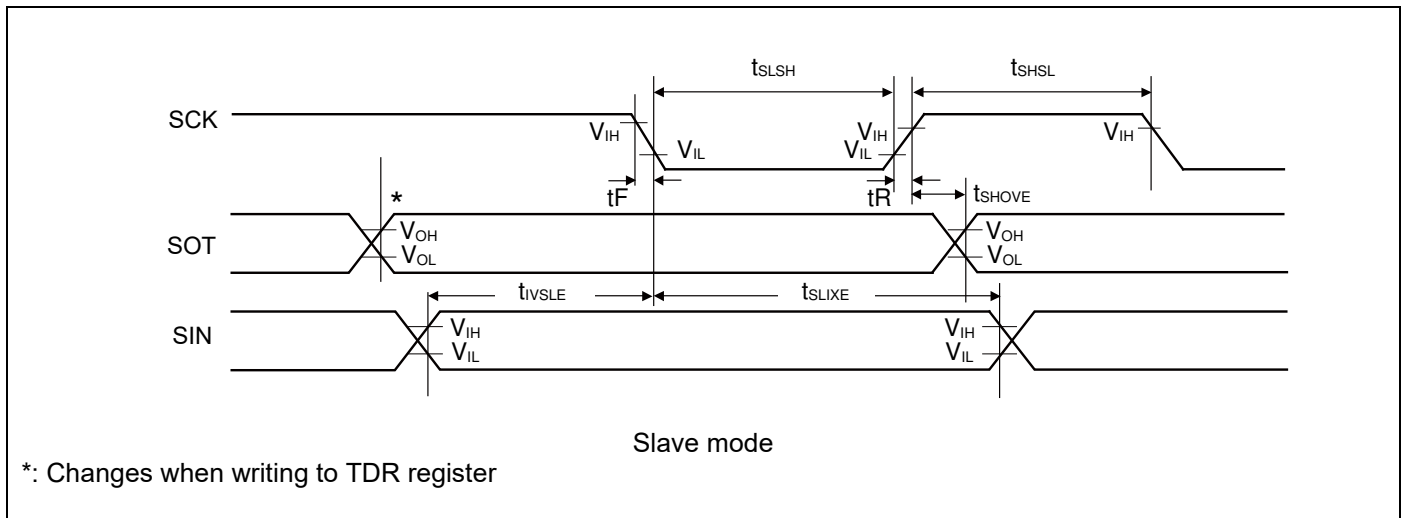 tSLSH tSHSL
SCK
VIH VIL VIL VIH VIH
tF tR tSHOVE
*
SOT
VOH VOH
VOL VOL
tIVSLE tSLIXE
SIN
VIH VIH
VIL VIL
Slave mode
*: Changes when writing to TDR register